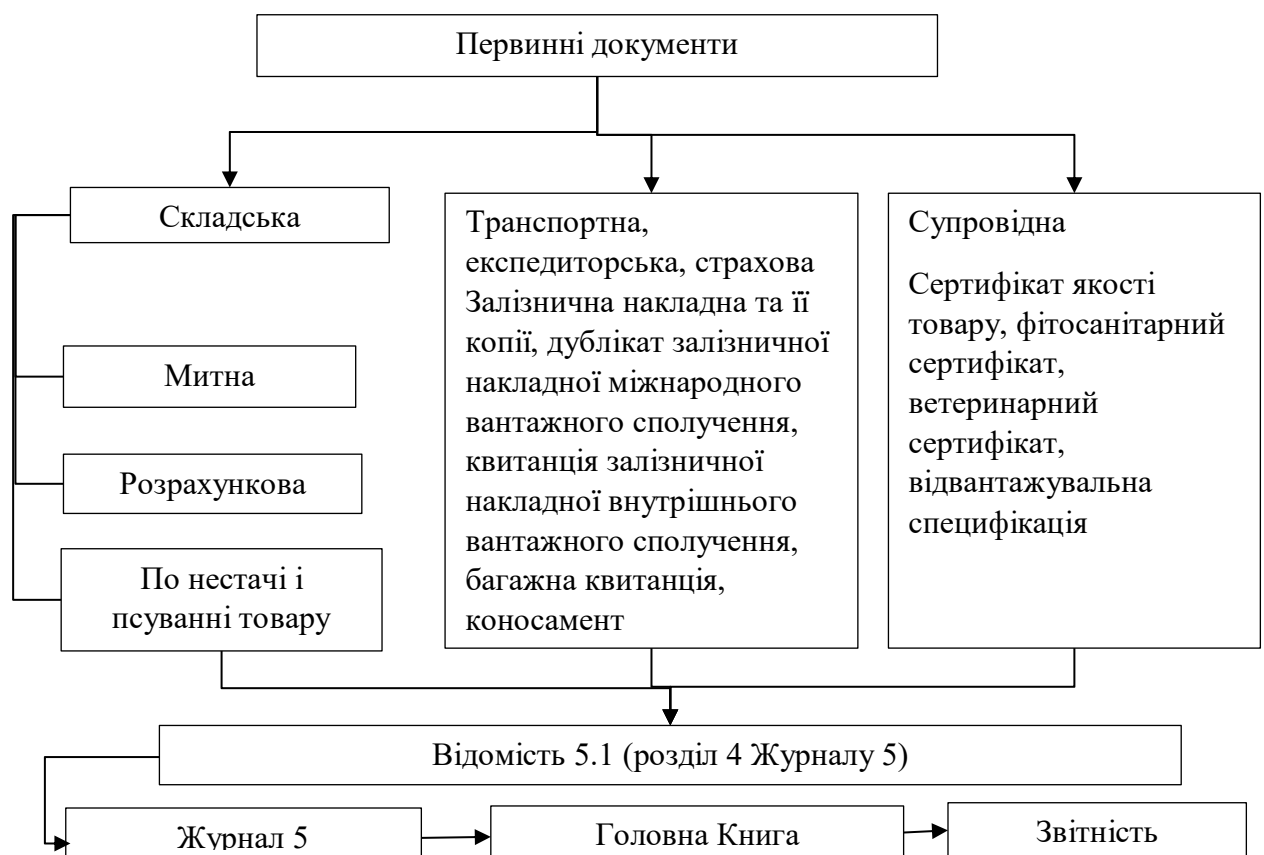 Первинні документи
Складська
Митна
Розрахункова
По нестачі і
псуванні товару
Транспортна,
експедиторська, страхова
Залізнична накладна та її
копії, дублікат залізничної
накладної міжнародного
вантажного сполучення,
квитанція залізничної
накладної внутрішнього
вантажного сполучення,
багажна квитанція,
коносамент
Супровідна
Сертифікат якості
товару, фітосанітарний
сертифікат,
ветеринарний
сертифікат,
відвантажувальна
специфікація
Відомість 5.1 (розділ 4 Журналу 5)
Журнал 5
Головна Книга
Звітність